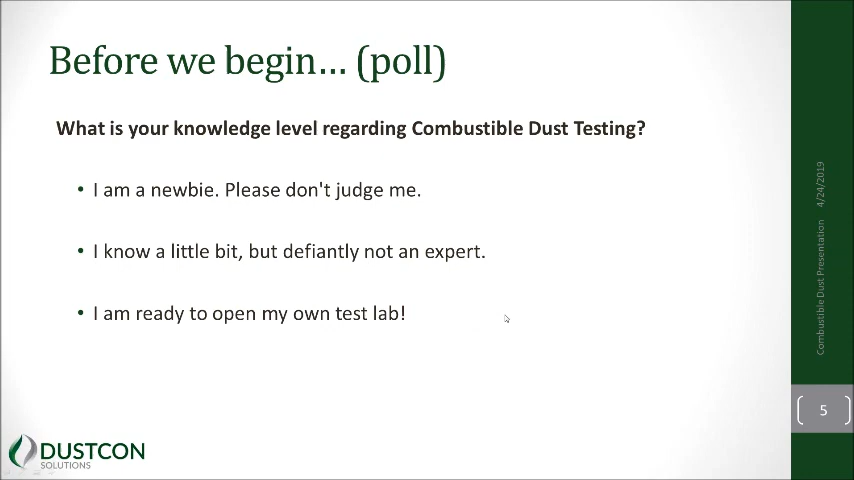 Before we begin… (poll)
What is your knowledge level regarding Combustible Dust Testing?
• I am a newbie. Please don't judge me.
• I know a little bit, but defiantly not an expert.
• I am ready to open my own test lab!
4/24/2019
Combustible Dust Presentation
5
DUSTCON
SOLUTIONS